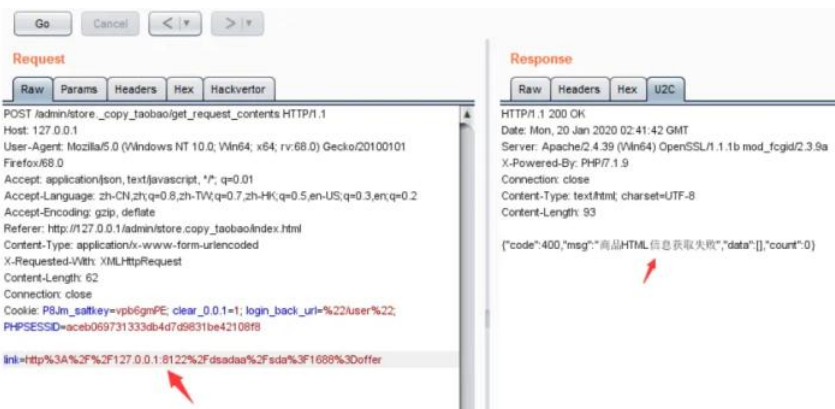 Go Cancel < ▼ > ▼
Request
Raw Params Headers Hex Hackvertor
POST /admin/store._copy_taobao/get_request_contents HTTP/1.1
Host: 127.0.0.1
User-Agent: Mozilla/5.0 (Windows NT 10.0; Win64; x64; rv:68.0) Gecko/20100101
Firefox/68.0
Accept: application/json, text/javascript, */*; q=0.01
Accept-Language: zh-CN,zh;q=0.8,zh-TW;q=0.7,zh-HK;q=0.5,en-US;q=0.3,en;q=0.2
Accept-Encoding: gzip, deflate
Referer: http://127.0.0.1/admin/store.copy_taobao/index.html
Content-Type: application/x-www-form-urlencoded
X-Requested-With: XMLHttpRequest
Content-Length: 62
Connection: close
Cookie: P8Jm_saltkey=vpb6gmPE; clear_0.0.1=1; login_back_url=%22/user%22;
PHPSESSID=aceb069731333db4d7d9831be42108f8
link=http%3A%2F%2F127.0.0.1:8122%2Fdsadaa%2Fsda%3F1688%3Doffer
Response
Raw Headers Hex U2C
HTTP/1.1 200 OK
Date: Mon, 20 Jan 2020 02:41:42 GMT
Server: Apache/2.4.39 (Win64) OpenSSL/1.1.1b mod_fcgid/2.3.9a
X-Powered-By: PHP/7.1.9
Connection: close
Content-Type: text/html; charset=UTF-8
Content-Length: 93
{"code":400,"msg":"商品HTML信息获取失败","data":[],"count":0}